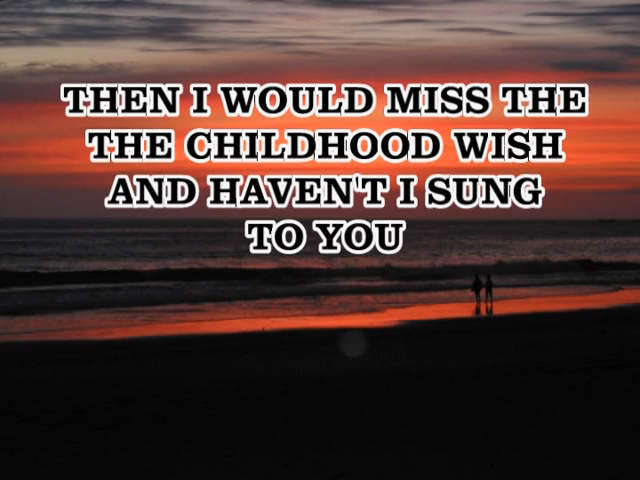 THEN I WOULD MISS THE
THE CHILDHOOD WISH
AND HAVEN'T I SUNG
TO YOU